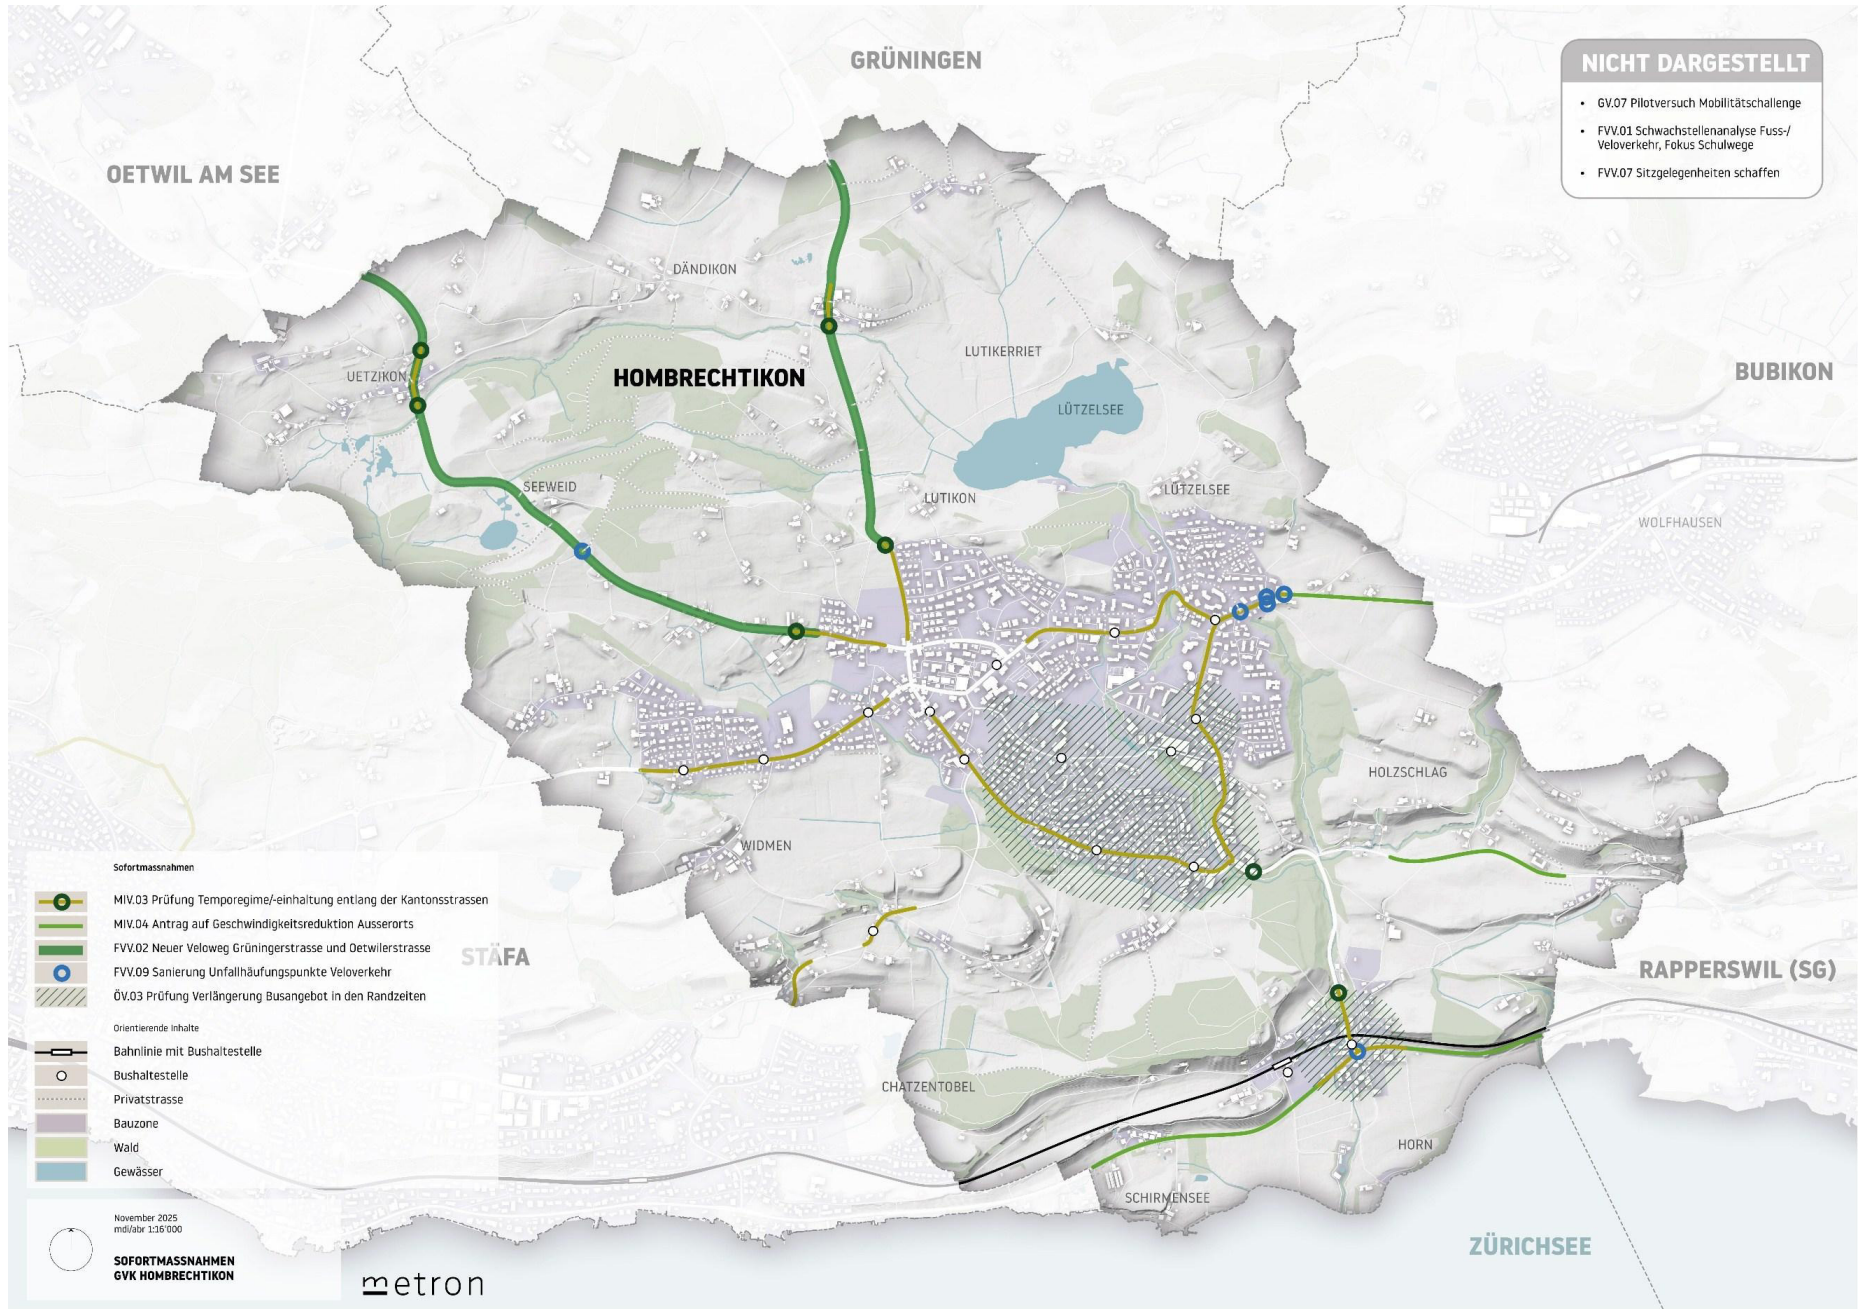 GRÜNINGEN
NICHT DARGESTELLT
• GV.07 Pilotversuch Mobilitätschallenge
• FVV.01 Schwachstellenanalyse Fuss-/
Veloverkehr, Fokus Schulwege
• FVV.07 Sitzgelegenheiten schaffen
OETWIL AM SEE
DÄNDIKON
LUTIKERRIET
UETZIKON
HOMBRECHTIKON
BUBIKON
LÜTZELSEE
SEEWEID
LUTIKON
LÜTZELSEE
WOLFHAUSEN
HOLZSCHLAG
WIDMEN
STÄFA
RAPPERSWIL (SG)
CHATZENTOBEL
HORN
SCHIRMENSEE
ZÜRICHSEE
Sofortmassnahmen
MIV.03 Prüfung Temporegime/-einhaltung entlang der Kantonsstrassen
MIV.04 Antrag auf Geschwindigkeitsreduktion Ausserorts
FVV.02 Neuer Veloweg Grüningerstrasse und Oetwilerstrasse
FVV.09 Sanierung Unfallhäufungspunkte Veloverkehr
ÖV.03 Prüfung Verlängerung Busangebot in den Randzeiten
Orientierende Inhalte
Bahnlinie mit Bushaltestelle
Bushaltestelle
Privatstrasse
Bauzone
Wald
Gewässer
November 2025
mdi/abr 1:16'000
SOFORTMASSNAHMEN
GVK HOMBRECHTIKON
metron